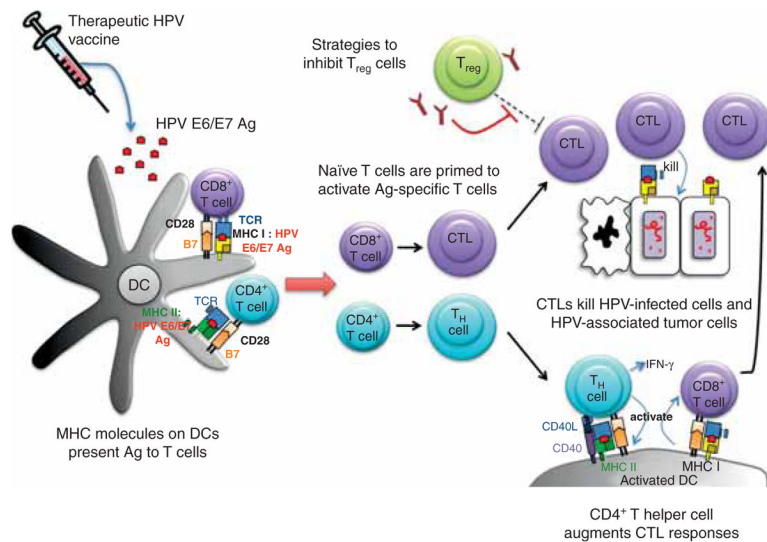 Therapeutic HPV
vaccine
HPV E6/E7 Ag
CD8⁺
T cell
CD28
TCR
B7
MHC I : HPV
E6/E7 Ag
DC
CD4⁺
T cell
TCR
MHC II:
HPV E6/E7
Ag
CD28
B7
MHC molecules on DCs
present Ag to T cells
Strategies to
inhibit Treg cells
Treg
Naïve T cells are primed to
activate Ag-specific T cells
CD8⁺
T cell
CTL
CD4⁺
T cell
TH
cell
CTL
CTL
CTL
kill
CTLs kill HPV-infected cells and
HPV-associated tumor cells
TH
cell
IFN-γ
CD8⁺
T cell
activate
CD40L
CD40
MHC II
MHC I
Activated DC
CD4⁺ T helper cell
augments CTL responses